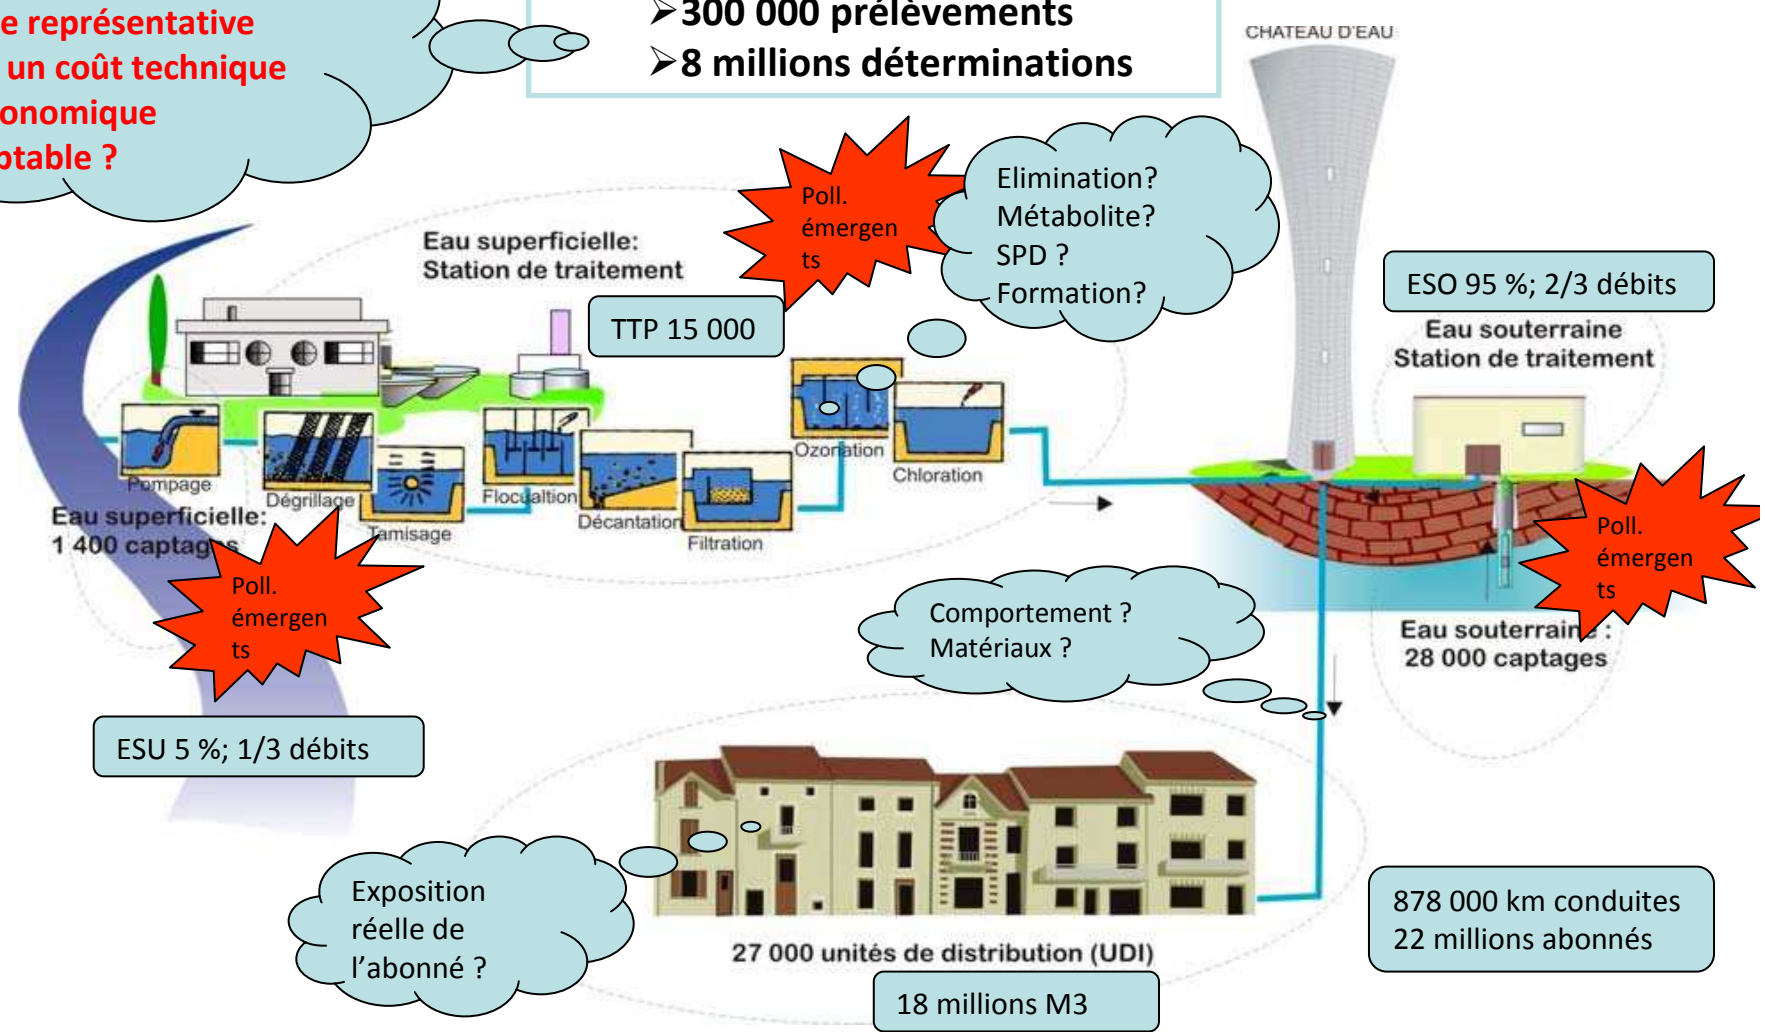 e représentative
un coût technique
onomique
ptable ?
➢300 000 prélèvements
➢8 millions déterminations
CHATEAU D'EAU
Poll.
émergen
ts
Elimination?
Métabolite?
SPD ?
Formation?
Eau superficielle:
Station de traitement
TTP 15 000
ESO 95 %; 2/3 débits
Eau souterraine
Station de traitement
Pompage
Dégrillage
Tamisage
Flocualtion
Décantation
Filtration
Ozonation
Chloration
Eau superficielle:
1 400 captages
Poll.
émergen
ts
ESU 5 %; 1/3 débits
Poll.
émergen
ts
Eau souterraine :
28 000 captages
Comportement ?
Matériaux ?
Exposition
réelle de
l'abonné ?
27 000 unités de distribution (UDI)
18 millions M3
878 000 km conduites
22 millions abonnés